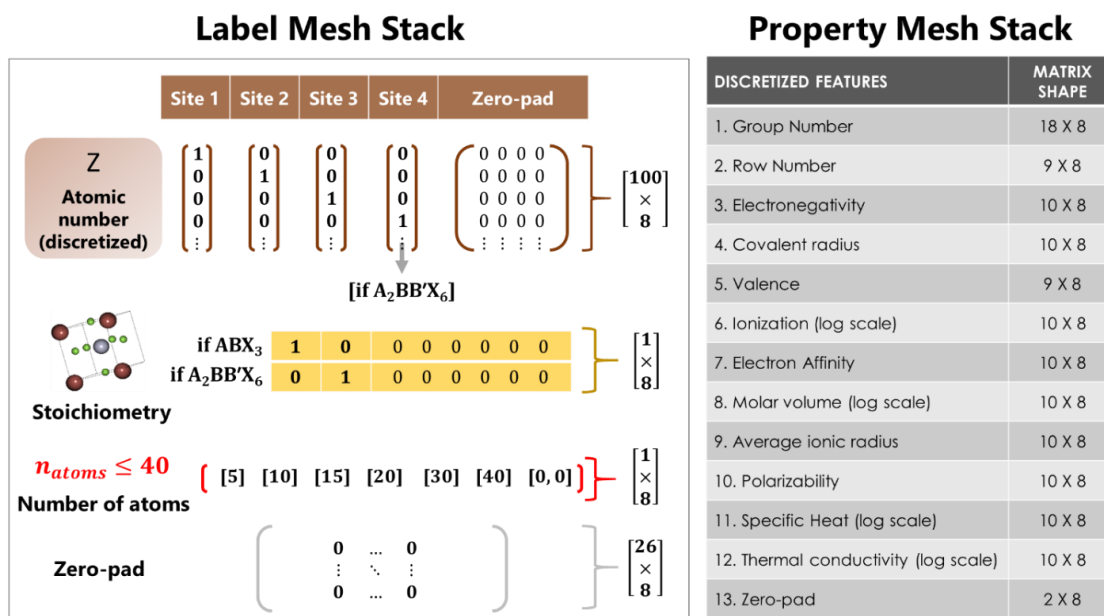 Label Mesh Stack
Site 1 Site 2 Site 3 Site 4 Zero-pad
Z
Atomic
number
(discretized)
1 0 0 0 0 0 0 0
0 1 0 0 0 0 0 0
0 0 1 0 0 0 0 0
0 0 0 1 0 0 0 0
⋮ ⋮ ⋮ ⋮ ⋮ ⋮ ⋮ ⋮
[100 × 8]
[if A₂BB′X₆]
if ABX₃ 1 0 0 0 0 0 0 0
if A₂BB′X₆ 0 1 0 0 0 0 0 0
[1 × 8]
Stoichiometry
n_atoms ≤ 40
Number of atoms
[5] [10] [15] [20] [30] [40] [0, 0]
[1 × 8]
Zero-pad
0 … 0
⋮ ⋱ ⋮
0 … 0
[26 × 8]
Property Mesh Stack
DISCRETIZED FEATURES MATRIX SHAPE
1. Group Number 18 X 8
2. Row Number 9 X 8
3. Electronegativity 10 X 8
4. Covalent radius 10 X 8
5. Valence 9 X 8
6. Ionization (log scale) 10 X 8
7. Electron Affinity 10 X 8
8. Molar volume (log scale) 10 X 8
9. Average ionic radius 10 X 8
10. Polarizability 10 X 8
11. Specific Heat (log scale) 10 X 8
12. Thermal conductivity (log scale) 10 X 8
13. Zero-pad 2 X 8